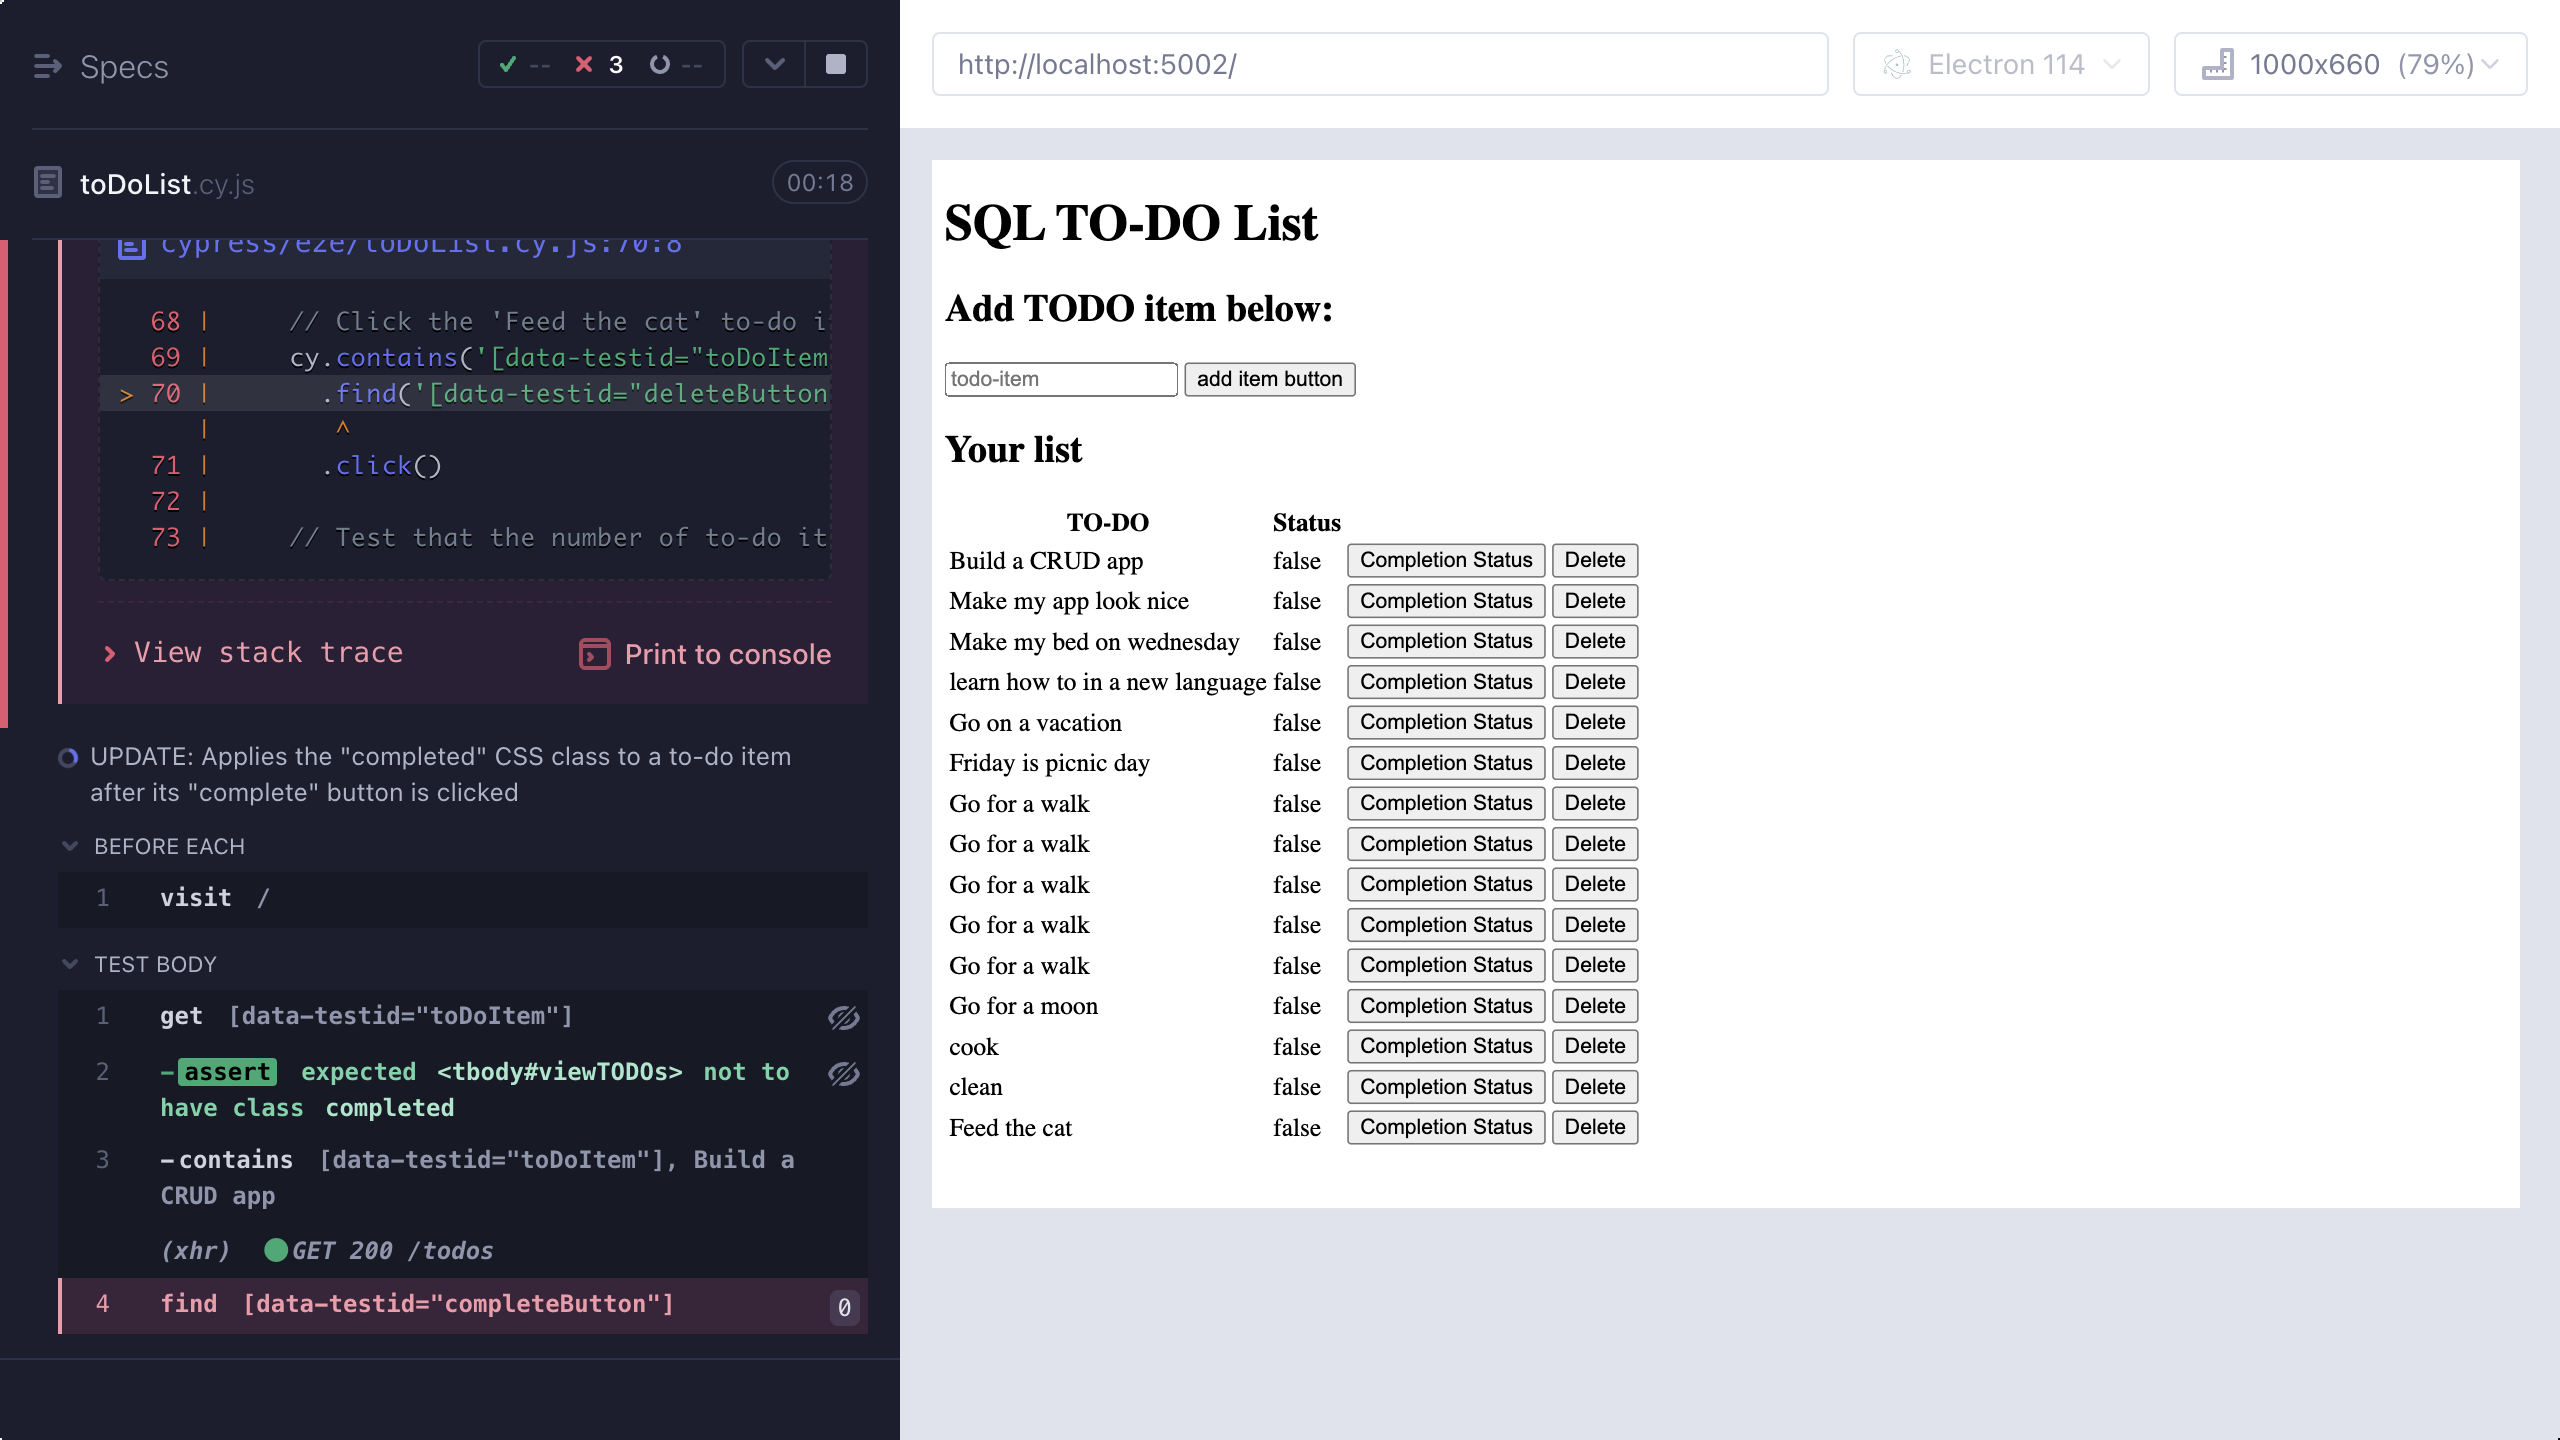 Specs
-- 3 --
toDoList.cy.js
00:18
cypress/e2e/toDoList.cy.js:70:8
68 | // Click the 'Feed the cat' to-do i
69 | cy.contains('[data-testid="toDoItem
> 70 | .find('[data-testid="deleteButton
| ^
71 | .click()
72 |
73 | // Test that the number of to-do it
View stack trace
Print to console
UPDATE: Applies the "completed" CSS class to a to-do item
after its "complete" button is clicked
BEFORE EACH
1 visit /
TEST BODY
1 get [data-testid="toDoItem"]
2 -assert expected <tbody#viewTODOs> not to
have class completed
3 -contains [data-testid="toDoItem"], Build a
CRUD app
(xhr) GET 200 /todos
4 find [data-testid="completeButton"] 0
http://localhost:5002/
Electron 114
1000x660 (79%)
SQL TO-DO List
Add TODO item below:
todo-item add item button
Your list
TO-DO Status
Build a CRUD app false Completion Status Delete
Make my app look nice false Completion Status Delete
Make my bed on wednesday false Completion Status Delete
learn how to in a new language false Completion Status Delete
Go on a vacation false Completion Status Delete
Friday is picnic day false Completion Status Delete
Go for a walk false Completion Status Delete
Go for a walk false Completion Status Delete
Go for a walk false Completion Status Delete
Go for a walk false Completion Status Delete
Go for a walk false Completion Status Delete
Go for a moon false Completion Status Delete
cook false Completion Status Delete
clean false Completion Status Delete
Feed the cat false Completion Status Delete